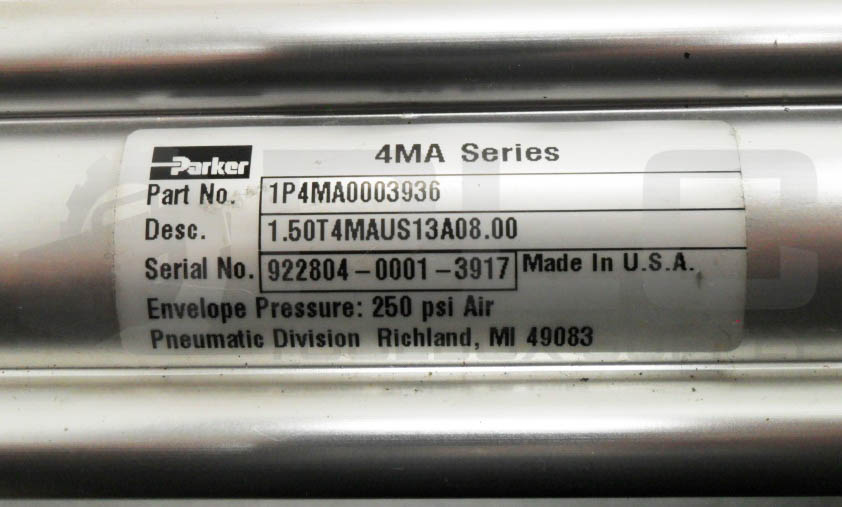 Parker 4MA Series
Part No. 1P4MA0003936
Desc. 1.50T4MAUS13A08.00
Serial No. 922804-0001-3917 Made In U.S.A.
Envelope Pressure: 250 psi Air
Pneumatic Division Richland, MI 49083